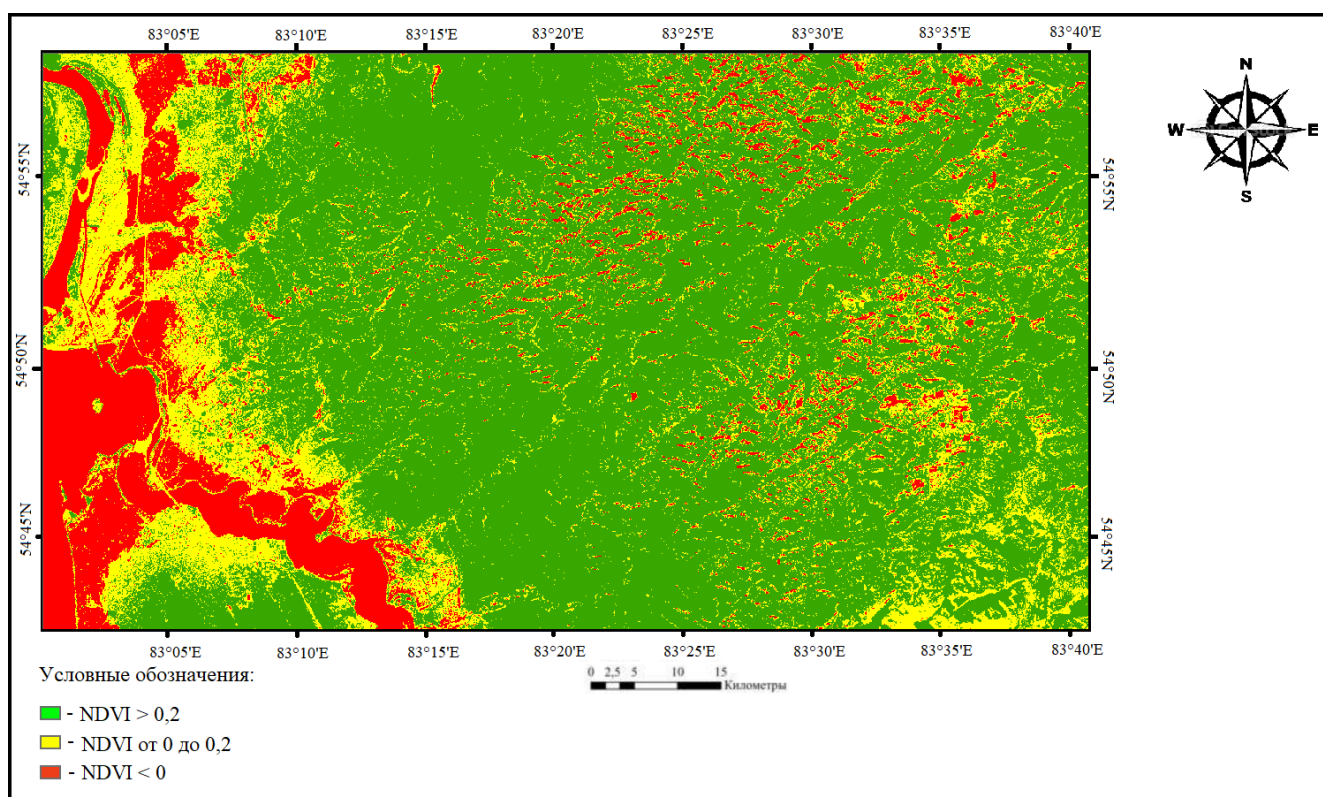 83°05'E 83°10'E 83°15'E 83°20'E 83°25'E 83°30'E 83°35'E 83°40'E
N
W E
S
54°55'N 54°55'N
54°50'N 54°50'N
54°45'N 54°45'N
83°05'E 83°10'E 83°15'E 83°20'E 83°25'E 83°30'E 83°35'E 83°40'E
Условные обозначения:
0 2,5 5 10 15
Километры
- NDVI > 0,2
- NDVI от 0 до 0,2
- NDVI < 0